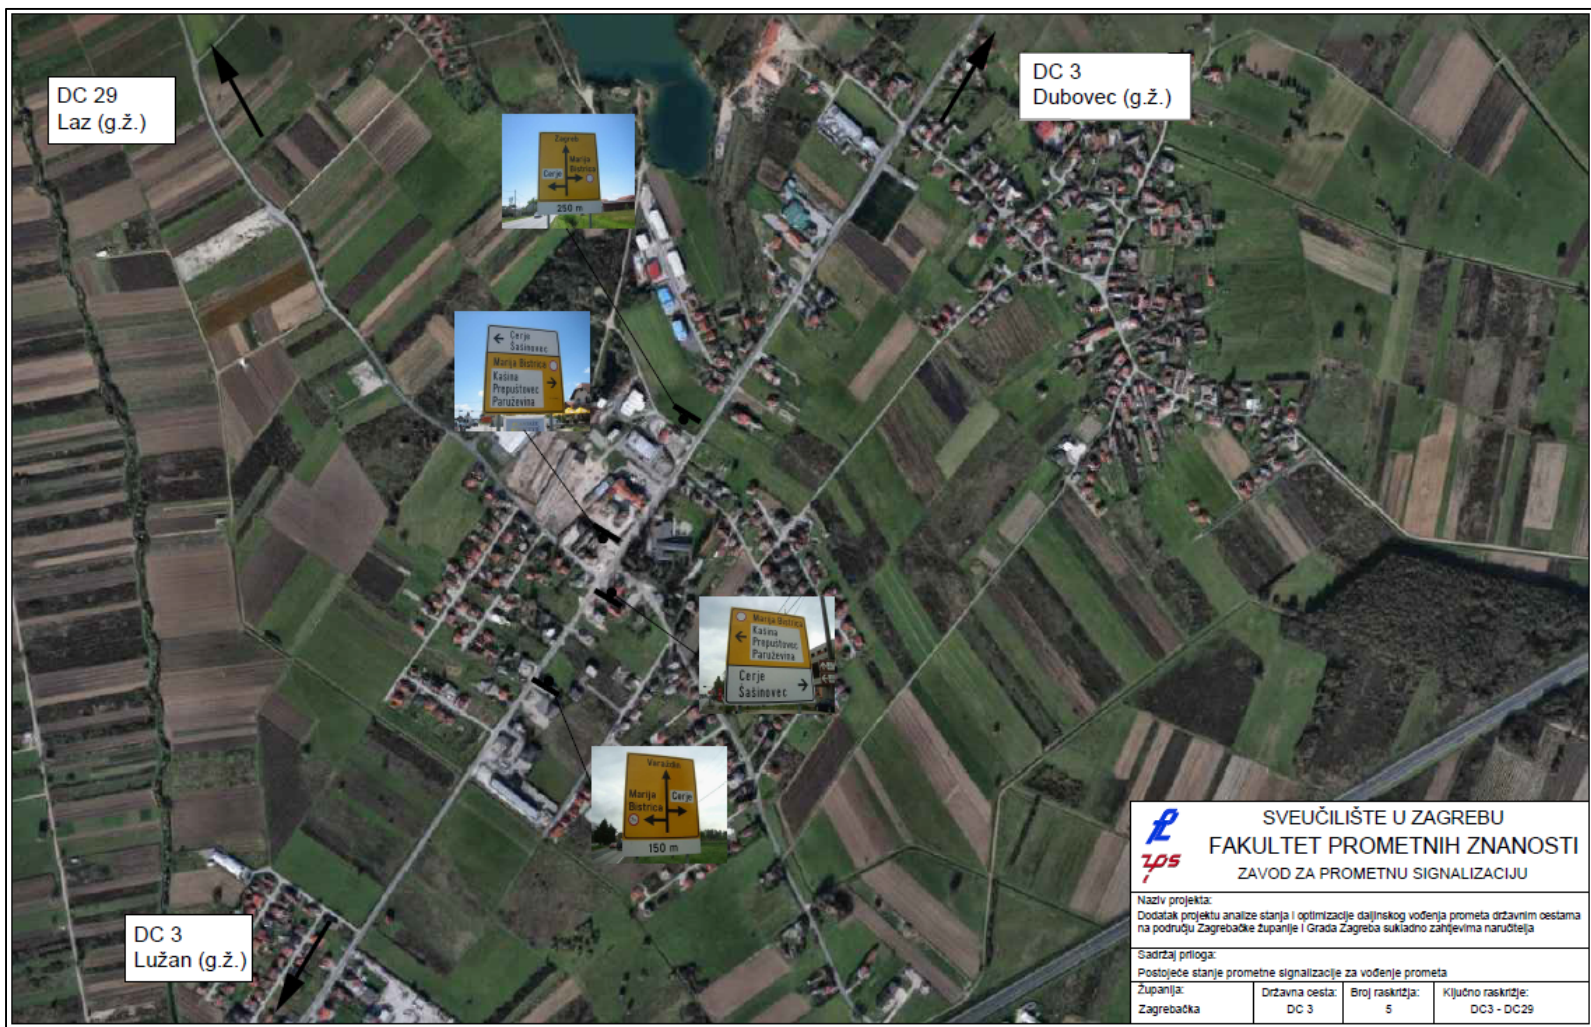 DC 29
Laz (g.ž.)
DC 3
Dubovec (g.ž.)
Zagreb
Marija
Bistrica
Cerje
250 m
Cerje
Šašinovec
Marija Bistrica
Kašina
Prepuštovec
Paruževina
Marija Bistrica
Kašina
Prepuštovec
Paruževina
Cerje
Šašinovec
Varaždin
Marija
Bistrica
Cerje
150 m
DC 3
Lužan (g.ž.)
zps
SVEUČILIŠTE U ZAGREBU
FAKULTET PROMETNIH ZNANOSTI
ZAVOD ZA PROMETNU SIGNALIZACIJU
Naziv projekta:
Dodatak projektu analize stanja i optimizacije daljinskog vođenja prometa državnim cestama
na području Zagrebačke županije i Grada Zagreba sukladno zahtjevima naručitelja
Sadržaj priloga:
Postojeće stanje prometne signalizacije za vođenje prometa
Županija:
Zagrebačka
Državna cesta:
DC 3
Broj raskrižja:
5
Ključno raskrižje:
DC3 - DC29